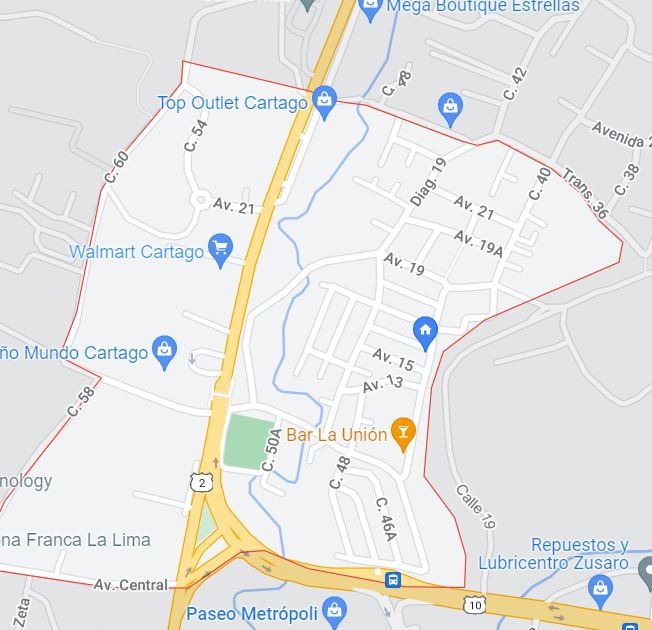 Mega Boutique Estrellas
C. 48
C. 42
Top Outlet Cartago
C. 54
Avenida 2
C. 60
Diag. 19
C. 40
Trans. 36
C. 38
Av. 21
Av. 21
Av. 19A
Walmart Cartago
Av. 19
ño Mundo Cartago
Av. 15
Av. 13
C. 58
Bar La Unión
C. 50A
C. 48
nology
2
C. 46A
Calle 19
ona Franca La Lima
Repuestos y
Lubricentro Zusaro
Av. Central
10
Zeta
Paseo Metrópoli